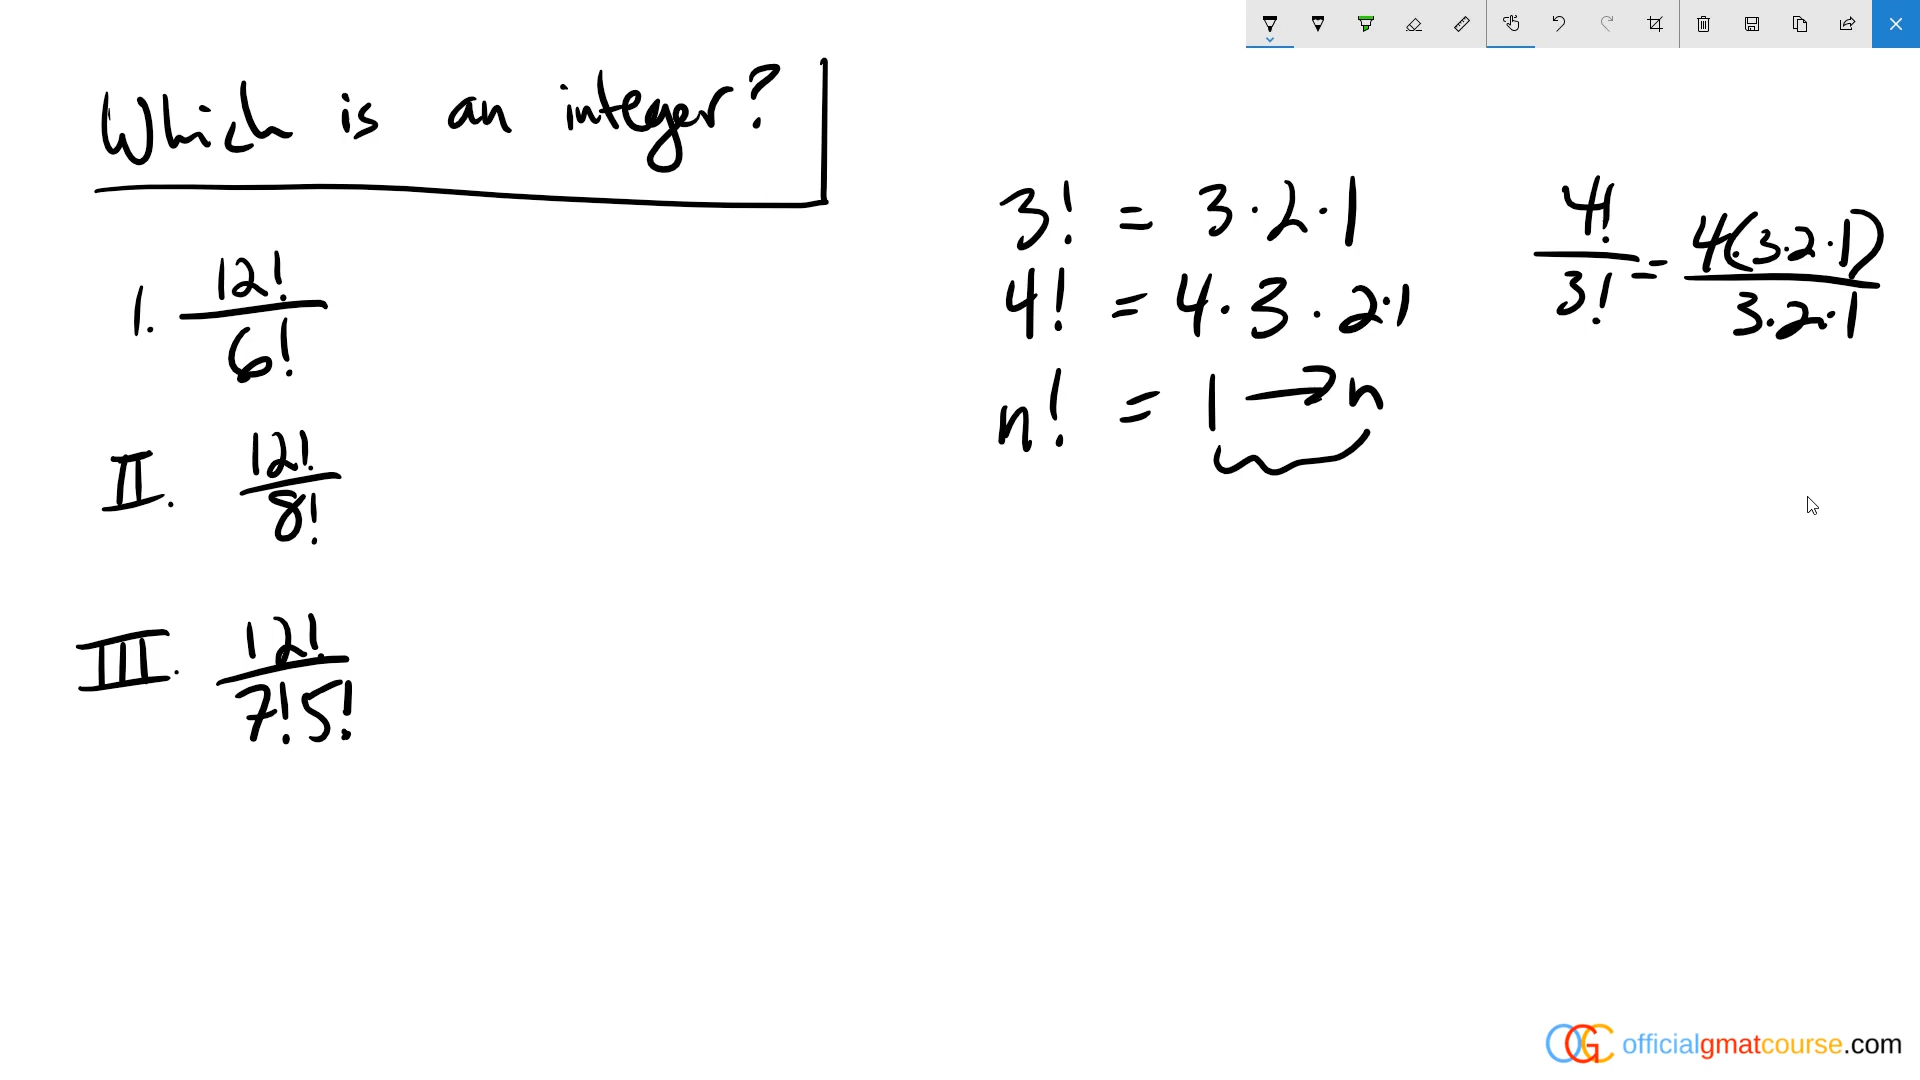 Which is an integer?
I. 12!/6!
II. 12!/8!
III. 12!/7!5!
3! = 3·2·1
4! = 4·3·2·1
n! = 1→n
4!/3! = 4(3·2·1)/3·2·1
OGC officialgmatcourse.com